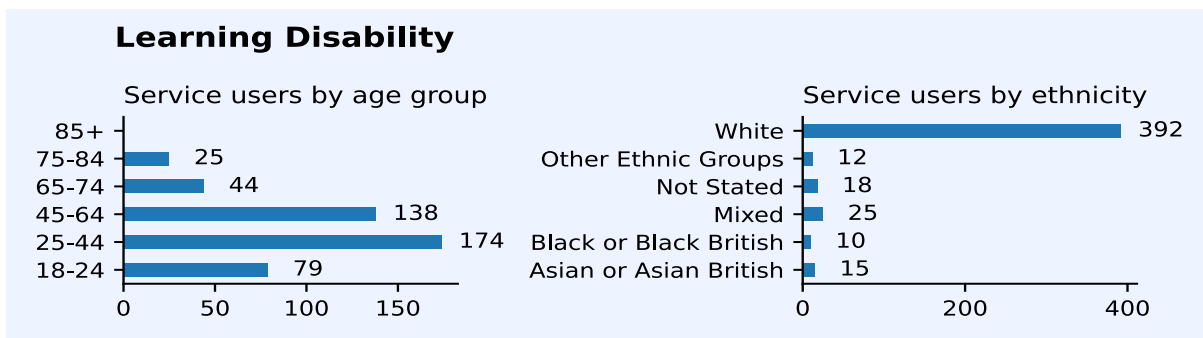 Learning Disability
Service users by age group
85+
75-84 25
65-74 44
45-64 138
25-44 174
18-24 79
0 50 100 150
Service users by ethnicity
White 392
Other Ethnic Groups 12
Not Stated 18
Mixed 25
Black or Black British 10
Asian or Asian British 15
0 200 400